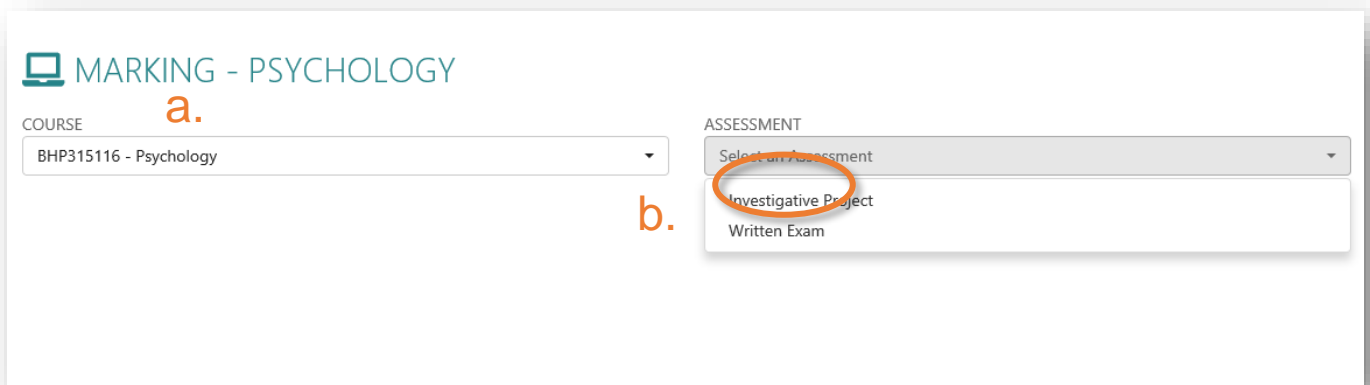 MARKING - PSYCHOLOGY
a.
COURSE
BHP315116 - Psychology
ASSESSMENT
Select an Assessment
b.
Investigative Project
Written Exam